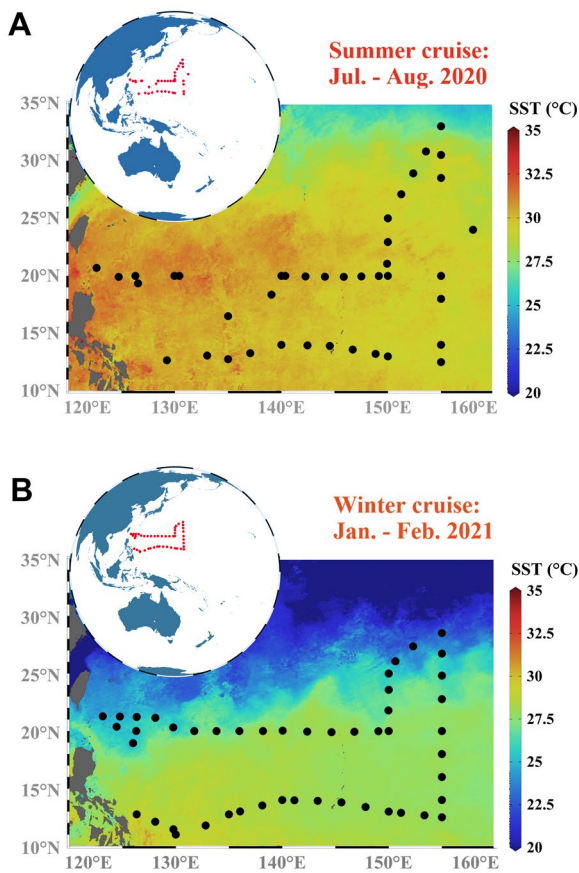 A
Summer cruise:
Jul. - Aug. 2020
SST (°C)
35°N
30°N
25°N
20°N
15°N
10°N
120°E
130°E
140°E
150°E
160°E
35
32.5
30
27.5
25
22.5
20
B
Winter cruise:
Jan. - Feb. 2021
SST (°C)
35°N
30°N
25°N
20°N
15°N
10°N
120°E
130°E
140°E
150°E
160°E
35
32.5
30
27.5
25
22.5
20